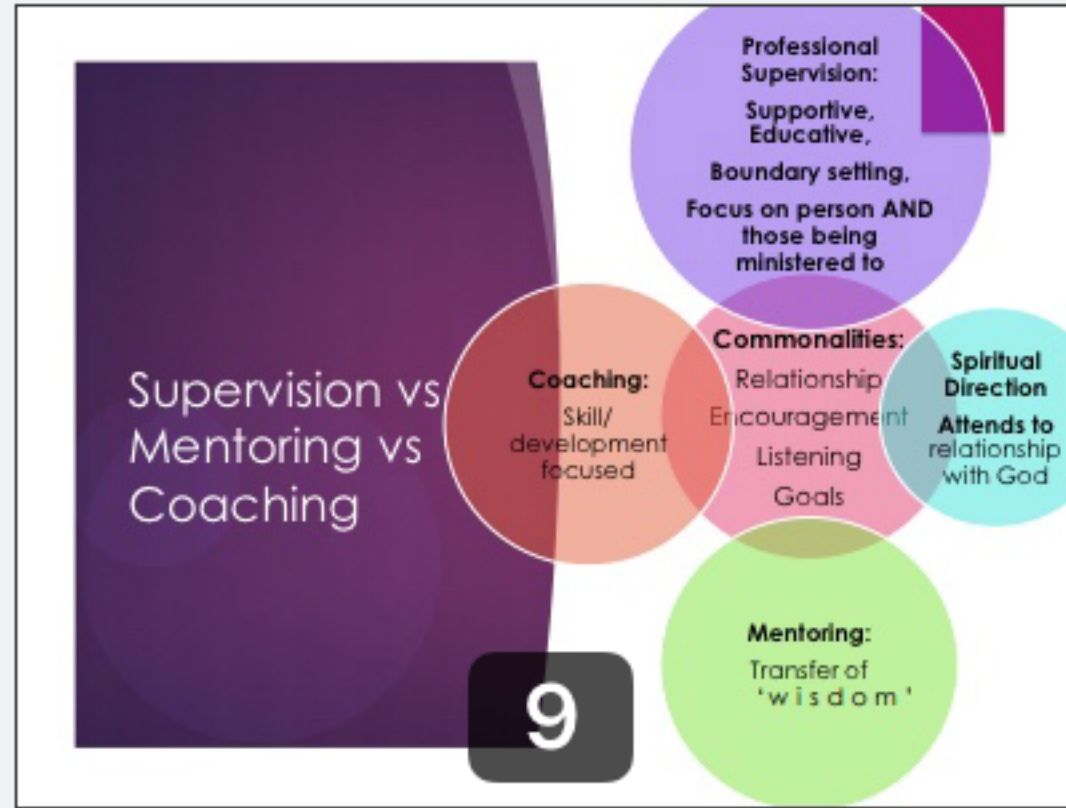 Supervision vs
Mentoring vs
Coaching
Professional
Supervision:
Supportive,
Educative,
Boundary setting,
Focus on person AND
those being
ministered to
Coaching:
Skill/
development
focused
Commonalities:
Relationship
Encouragement
Listening
Goals
Spiritual
Direction
Attends to
relationship
with God
Mentoring:
Transfer of
‘wisdom’
9